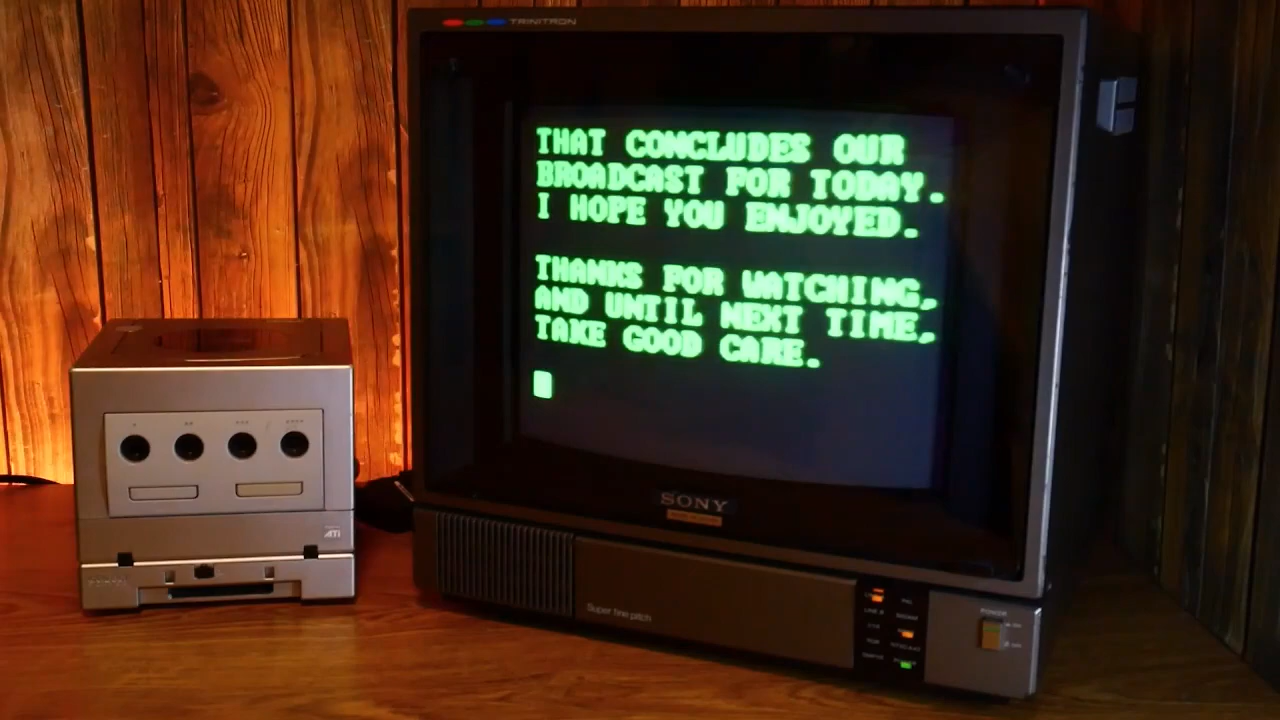 TRINITRON
THAT CONCLUDES OUR
BROADCAST FOR TODAY.
I HOPE YOU ENJOYED.
THANKS FOR WATCHING,
AND UNTIL NEXT TIME,
TAKE GOOD CARE.
SONY
ATi
Super fine pitch
POWER